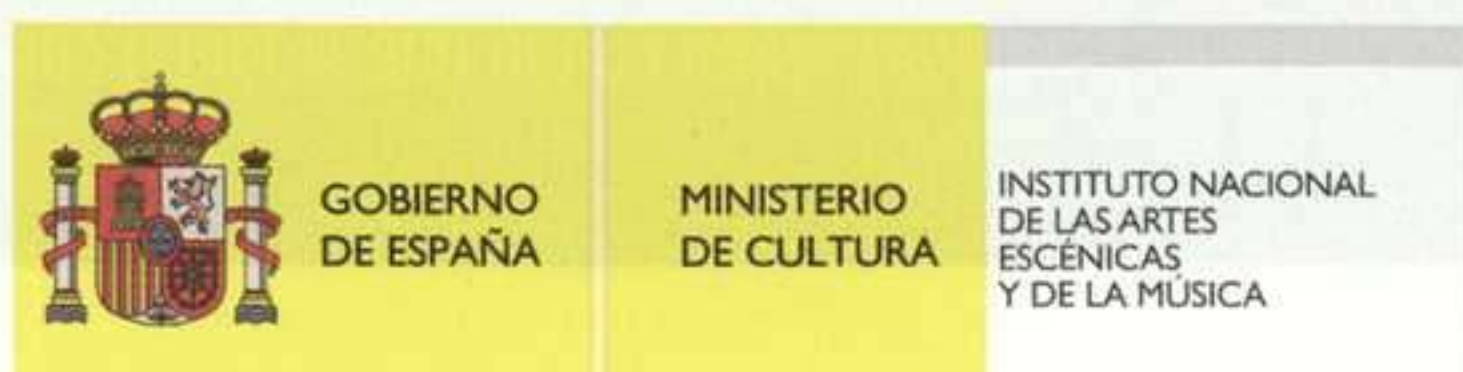 GOBIERNO
DE ESPAÑA
MINISTERIO
DE CULTURA
INSTITUTO NACIONAL
DE LAS ARTES
ESCÉNICAS
Y DE LA MÚSICA